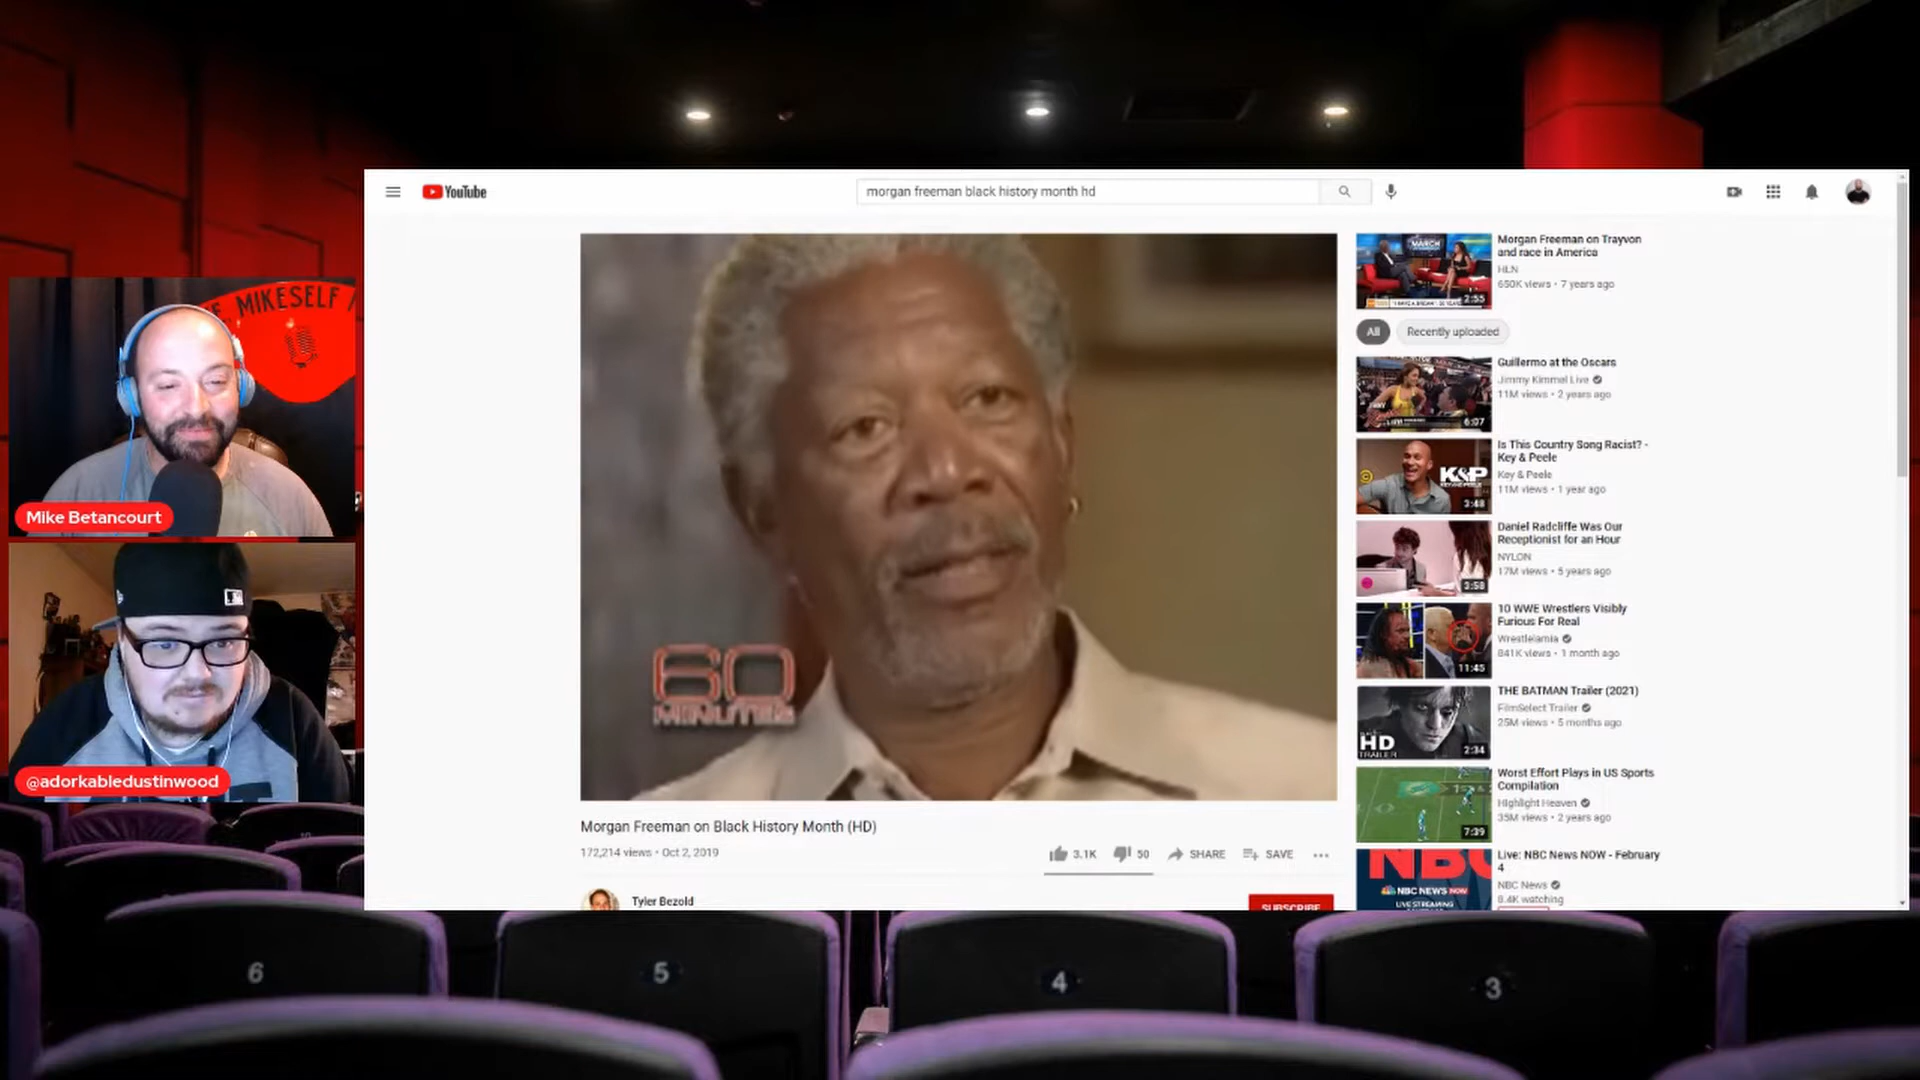 YouTube
morgan freeman black history month hd
MIKESELF
Mike Betancourt
@adorkabledustinwood
60
MINUTES
Morgan Freeman on Black History Month (HD)
172,214 views • Oct 2, 2019
3.1K
50
SHARE
SAVE
Tyler Bezold
SUBSCRIBE
MARCH
2:55
Morgan Freeman on Trayvon
and race in America
HLN
650K views • 7 years ago
All
Recently uploaded
6:07
Guillermo at the Oscars
Jimmy Kimmel Live
11M views • 2 years ago
K&P
3:48
Is This Country Song Racist? -
Key & Peele
Key & Peele
11M views • 1 year ago
3:58
Daniel Radcliffe Was Our
Receptionist for an Hour
NYLON
17M views • 5 years ago
11:45
10 WWE Wrestlers Visibly
Furious For Real
Wrestlelamia
841K views • 1 month ago
HD
TRAILER
2:34
THE BATMAN Trailer (2021)
FilmSelect Trailer
25M views • 5 months ago
7:39
Worst Effort Plays in US Sports
Compilation
Highlight Heaven
35M views • 2 years ago
NBC
NBC NEWS NOW
LIVE STREAMING
Live: NBC News NOW - February
4
NBC News
8.4K watching
6
5
4
3